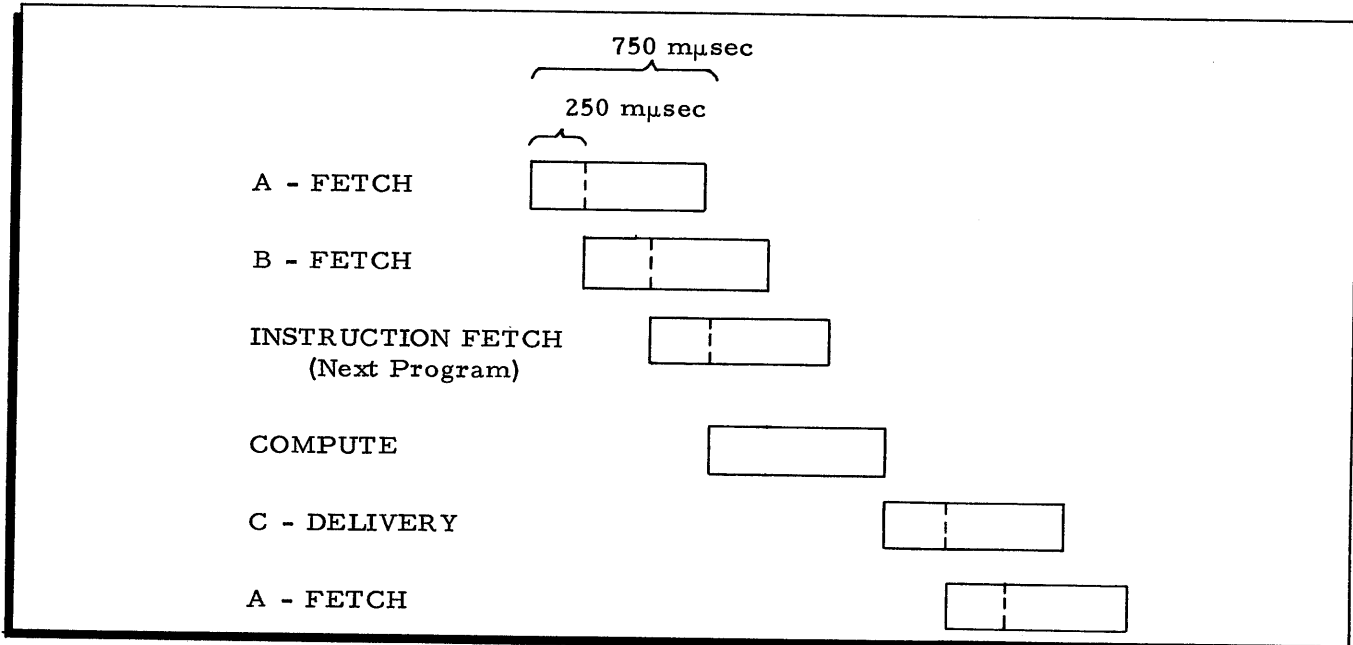 750 mμsec
250 mμsec
A - FETCH
B - FETCH
INSTRUCTION FETCH
(Next Program)
COMPUTE
C - DELIVERY
A - FETCH